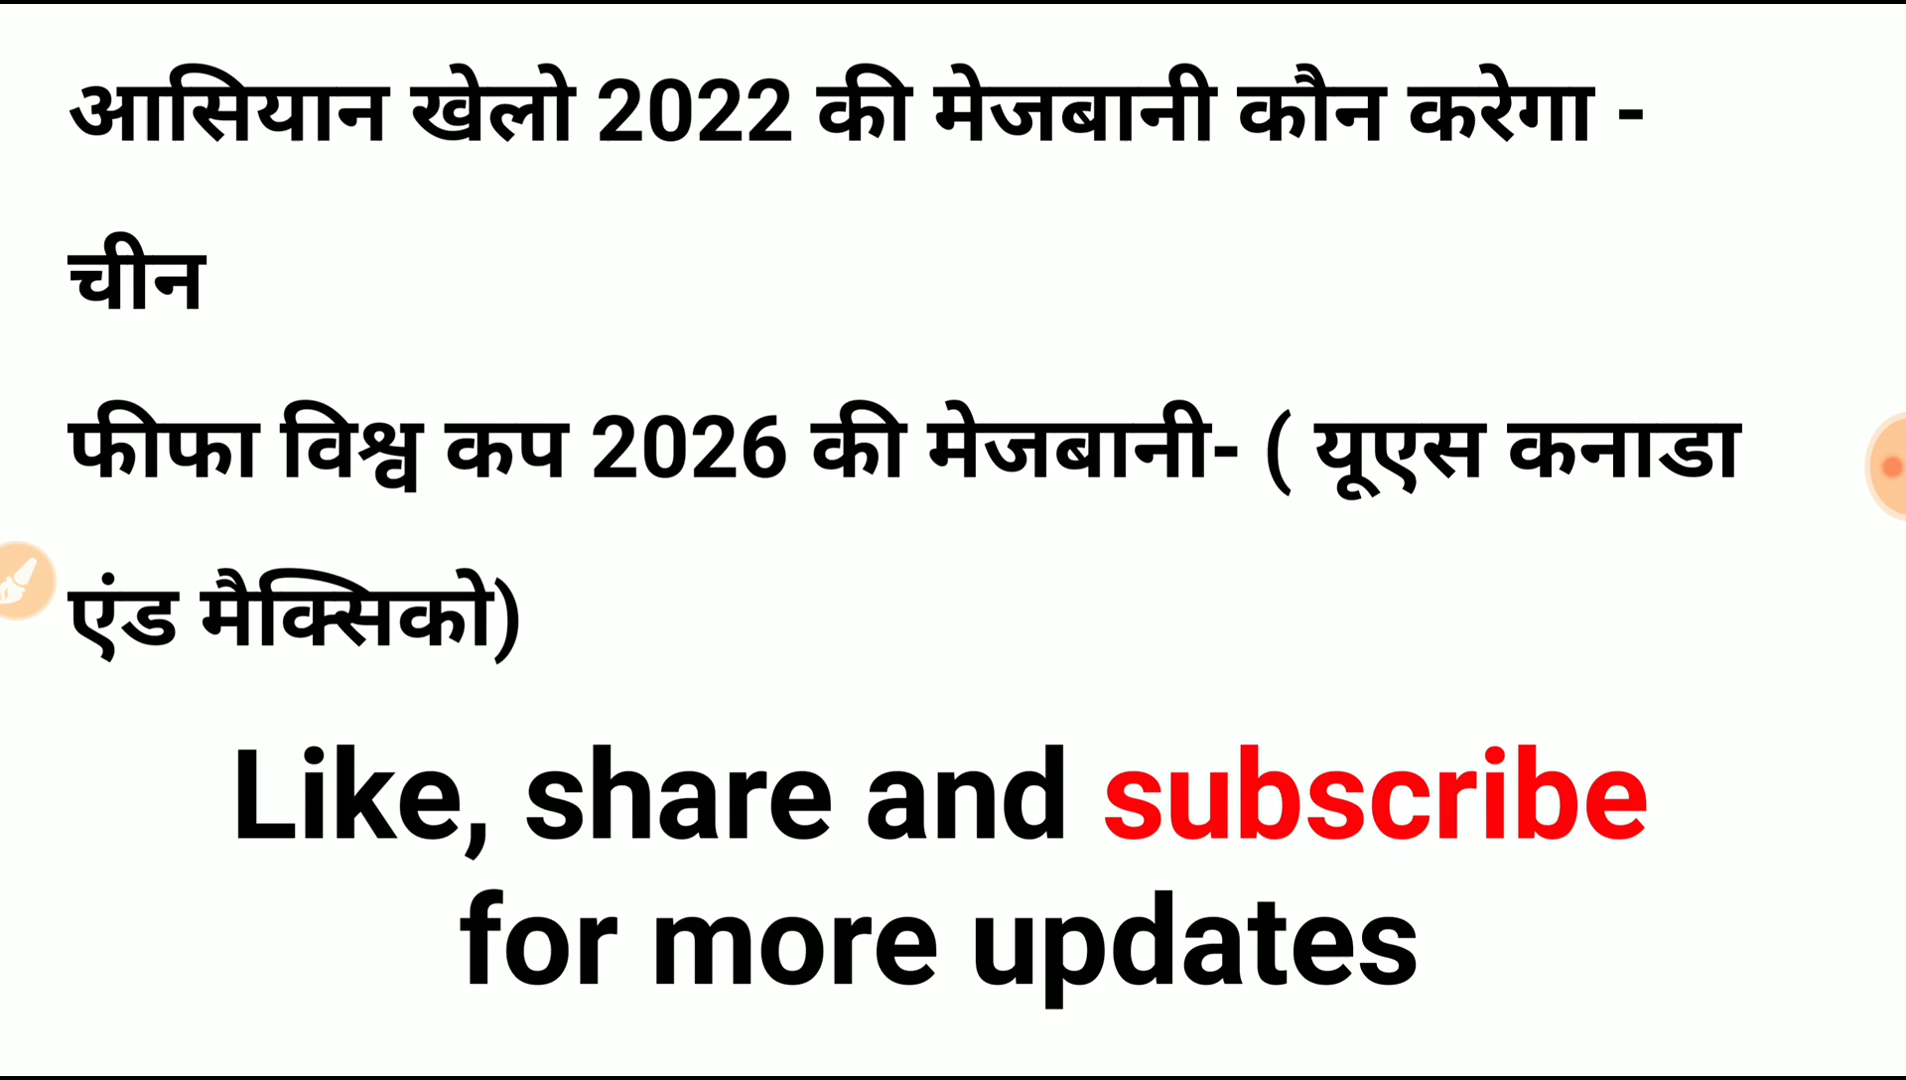 आसियान खेलो 2022 की मेजबानी कौन करेगा -
चीन
फीफा विश्व कप 2026 की मेजबानी- ( यूएस कनाडा
एंड मैक्सिको)
Like, share and subscribe
for more updates